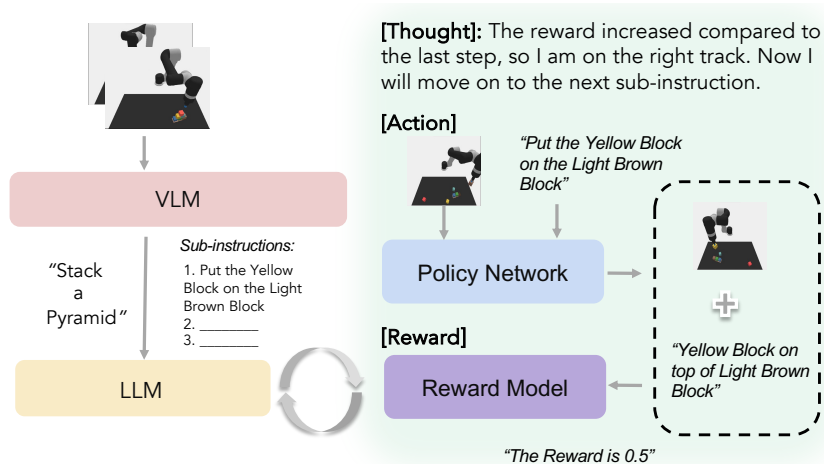 VLM
"Stack
a
Pyramid"
Sub-instructions:
1. Put the Yellow
Block on the Light
Brown Block
2. ________
3. ________
LLM
[Thought]: The reward increased compared to
the last step, so I am on the right track. Now I
will move on to the next sub-instruction.
[Action]
"Put the Yellow Block
on the Light Brown
Block"
Policy Network
[Reward]
Reward Model
"Yellow Block on
top of Light Brown
Block"
"The Reward is 0.5"